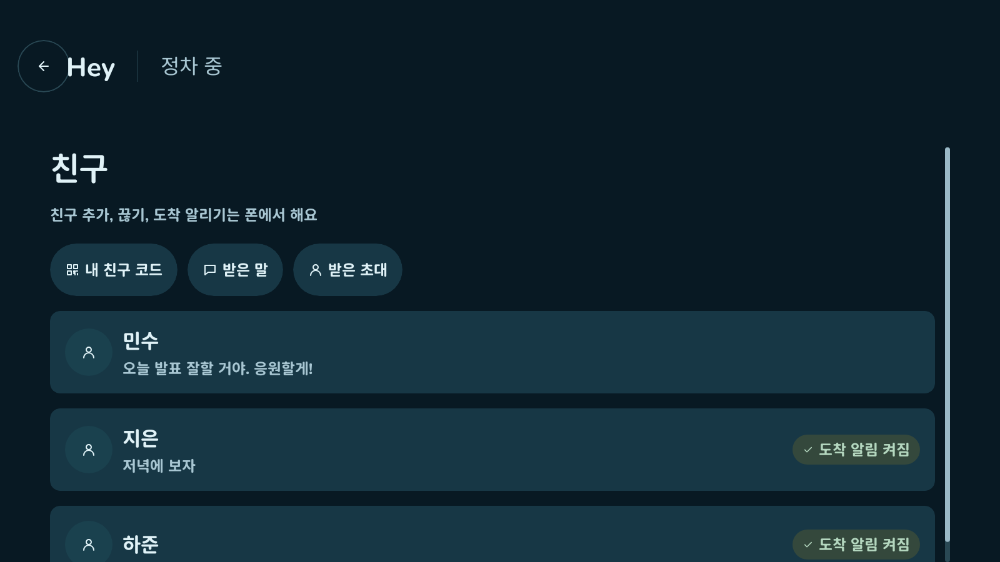 Hey
정차 중
친구
친구 추가, 끊기, 도착 알리기는 폰에서 해요
내 친구 코드
받은 말
받은 초대
민수
오늘 발표 잘할 거야. 응원할게!
지은
저녁에 보자
도착 알림 켜짐
하준
도착 알림 켜짐